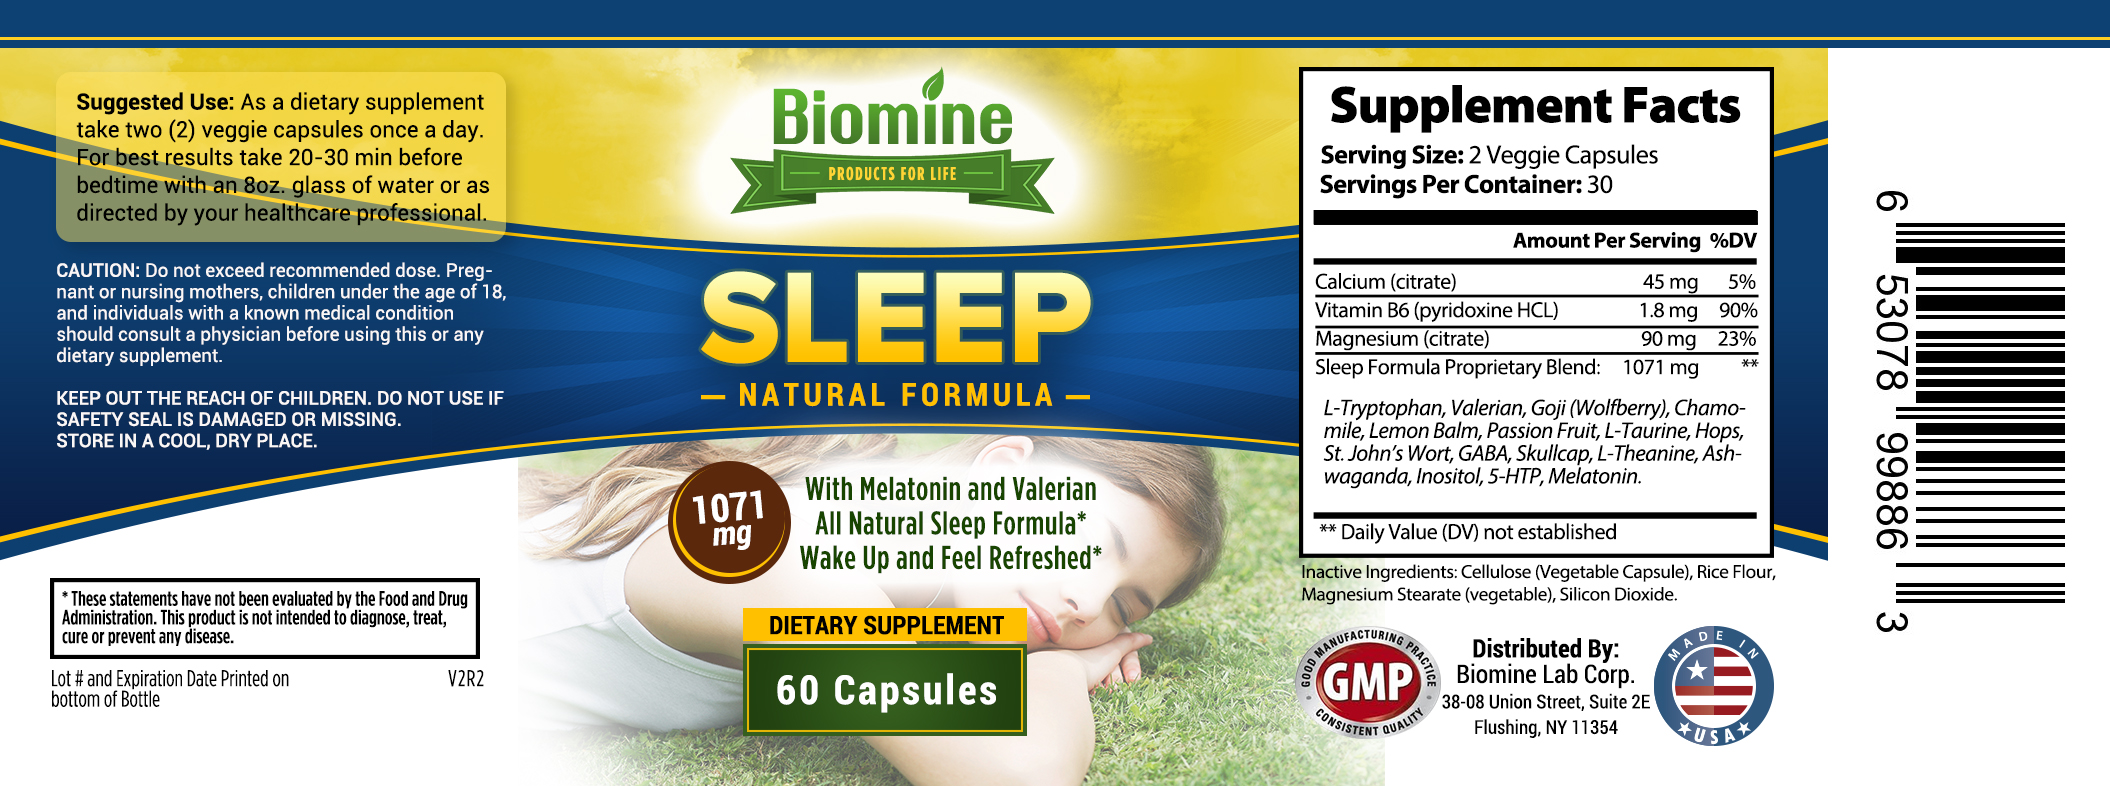 Suggested Use: As a dietary supplement
take two (2) veggie capsules once a day.
For best results take 20-30 min before
bedtime with an 8oz. glass of water or as
directed by your healthcare professional.
CAUTION: Do not exceed recommended dose. Preg-
nant or nursing mothers, children under the age of 18,
and individuals with a known medical condition
should consult a physician before using this or any
dietary supplement.
KEEP OUT THE REACH OF CHILDREN. DO NOT USE IF
SAFETY SEAL IS DAMAGED OR MISSING.
STORE IN A COOL, DRY PLACE.
* These statements have not been evaluated by the Food and Drug
Administration. This product is not intended to diagnose, treat,
cure or prevent any disease.
Lot # and Expiration Date Printed on
bottom of Bottle
V2R2
Biomine
PRODUCTS FOR LIFE
SLEEP
— NATURAL FORMULA —
1071
mg
With Melatonin and Valerian
All Natural Sleep Formula*
Wake Up and Feel Refreshed*
DIETARY SUPPLEMENT
60 Capsules
Supplement Facts
Serving Size: 2 Veggie Capsules
Servings Per Container: 30
Amount Per Serving %DV
Calcium (citrate) 45 mg 5%
Vitamin B6 (pyridoxine HCL) 1.8 mg 90%
Magnesium (citrate) 90 mg 23%
Sleep Formula Proprietary Blend: 1071 mg **
L-Tryptophan, Valerian, Goji (Wolfberry), Chamo-
mile, Lemon Balm, Passion Fruit, L-Taurine, Hops,
St. John's Wort, GABA, Skullcap, L-Theanine, Ash-
waganda, Inositol, 5-HTP, Melatonin.
** Daily Value (DV) not established
Inactive Ingredients: Cellulose (Vegetable Capsule), Rice Flour,
Magnesium Stearate (vegetable), Silicon Dioxide.
GOOD MANUFACTURING PRACTICE
GMP
CONSISTENT QUALITY
Distributed By:
Biomine Lab Corp.
38-08 Union Street, Suite 2E
Flushing, NY 11354
MADE IN
USA
6 53078 99886 3